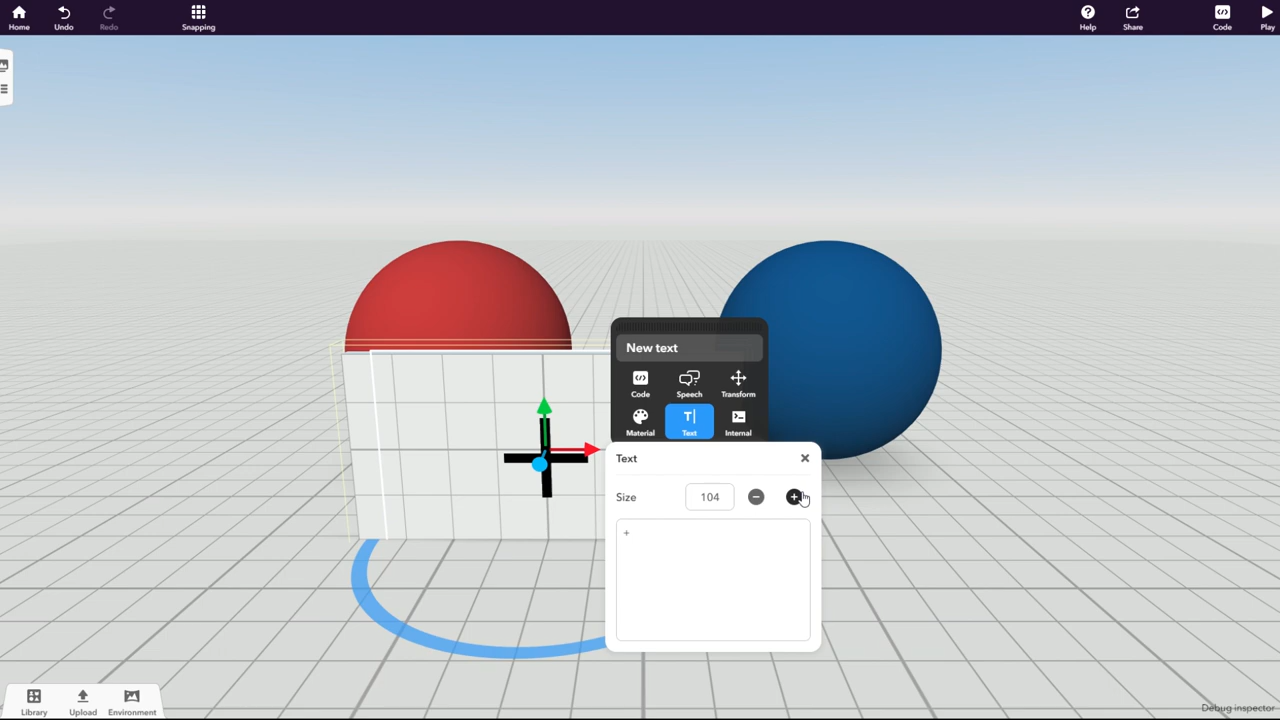 Home Undo Redo Snapping Help Share Code Play
New text
Code Speech Transform
Material T| Text Internal
Text
Size 104
+
+
Library Upload Environment
Debug inspector